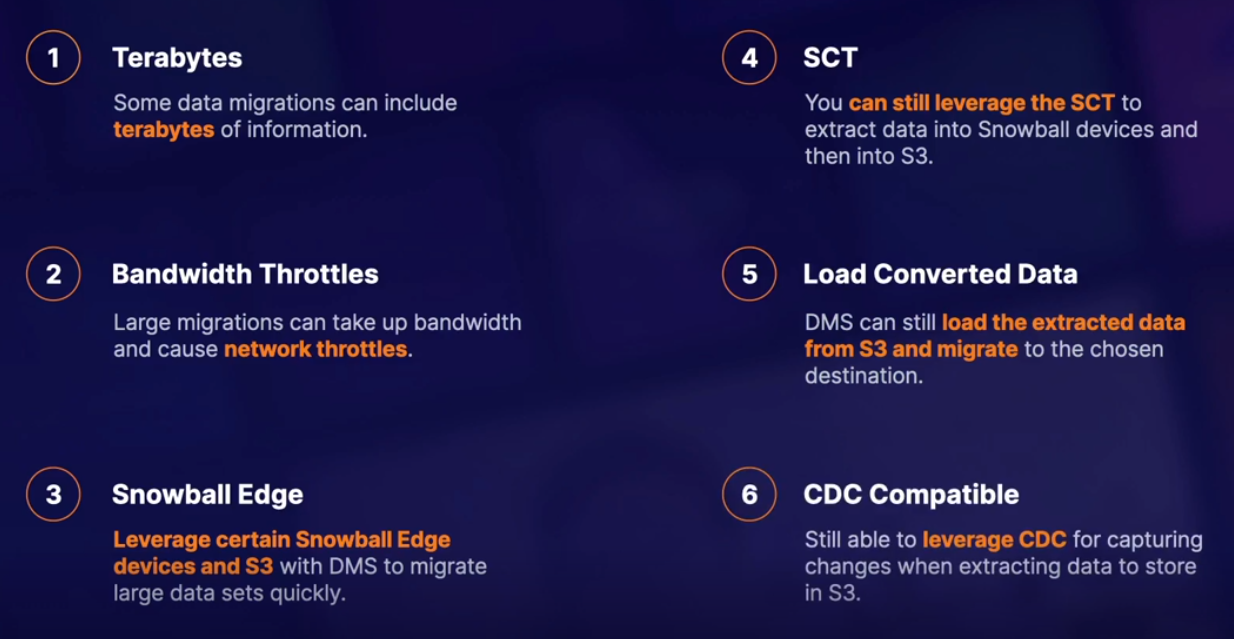 1
Terabytes
Some data migrations can include
terabytes of information.
2
Bandwidth Throttles
Large migrations can take up bandwidth
and cause network throttles.
3
Snowball Edge
Leverage certain Snowball Edge
devices and S3 with DMS to migrate
large data sets quickly.
4
SCT
You can still leverage the SCT to
extract data into Snowball devices and
then into S3.
5
Load Converted Data
DMS can still load the extracted data
from S3 and migrate to the chosen
destination.
6
CDC Compatible
Still able to leverage CDC for capturing
changes when extracting data to store
in S3.